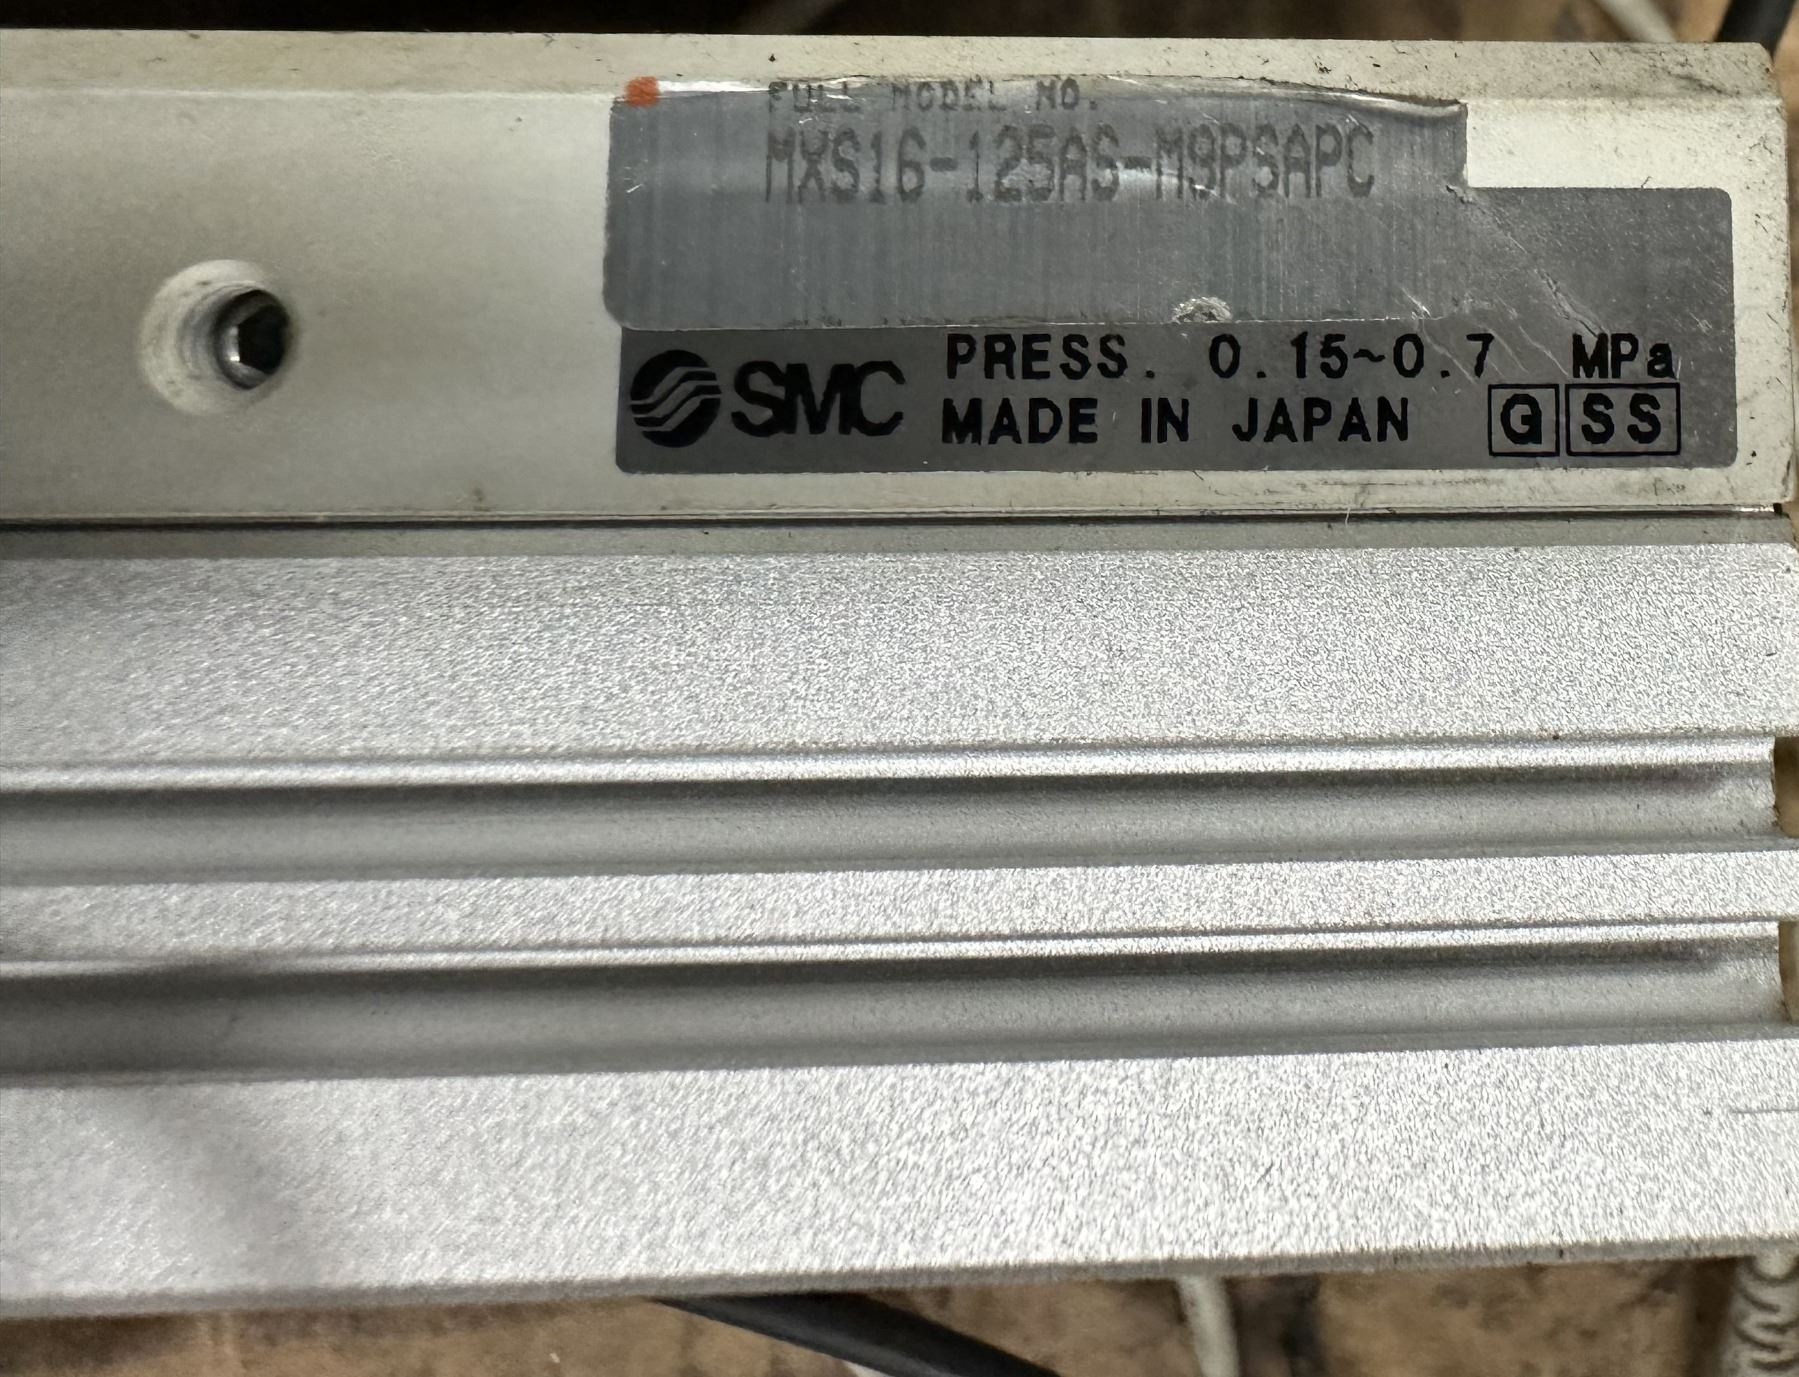 FULL MODEL NO.
MXS16-125AS-M9PSAPC
SMC PRESS. 0.15~0.7 MPa
MADE IN JAPAN G SS